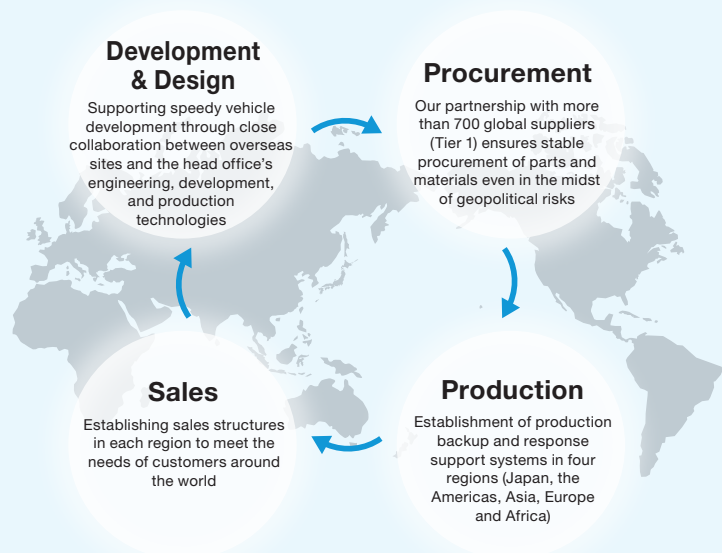 Development
& Design
Supporting speedy vehicle
development through close
collaboration between overseas
sites and the head office's
engineering, development,
and production
technologies
Procurement
Our partnership with more
than 700 global suppliers
(Tier 1) ensures stable
procurement of parts and
materials even in the midst
of geopolitical risks
Sales
Establishing sales structures
in each region to meet the
needs of customers around
the world
Production
Establishment of production
backup and response
support systems in four
regions (Japan, the
Americas, Asia, Europe
and Africa)